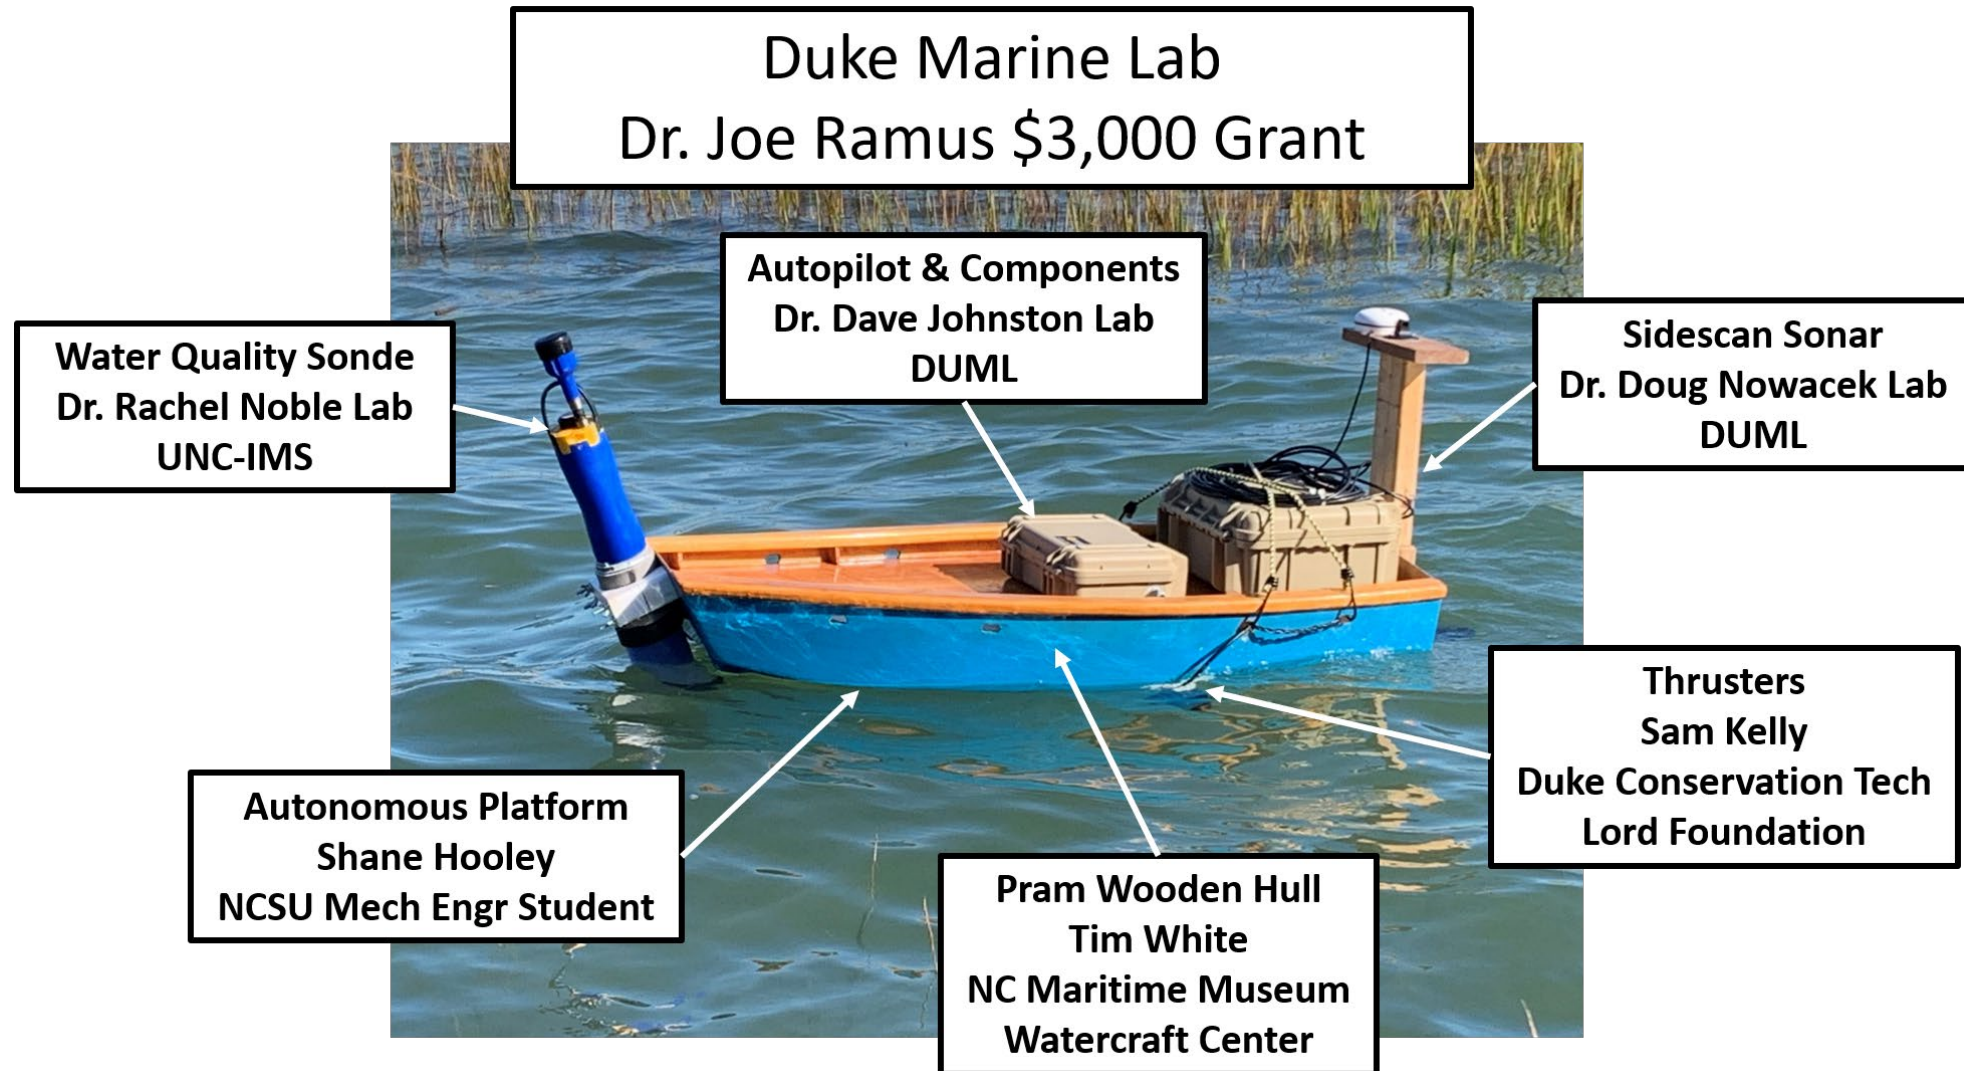 Duke Marine Lab
Dr. Joe Ramus $3,000 Grant
Autopilot & Components
Dr. Dave Johnston Lab
DUML
Water Quality Sonde
Dr. Rachel Noble Lab
UNC-IMS
Sidescan Sonar
Dr. Doug Nowacek Lab
DUML
Thrusters
Sam Kelly
Duke Conservation Tech
Lord Foundation
Autonomous Platform
Shane Hooley
NCSU Mech Engr Student
Pram Wooden Hull
Tim White
NC Maritime Museum
Watercraft Center